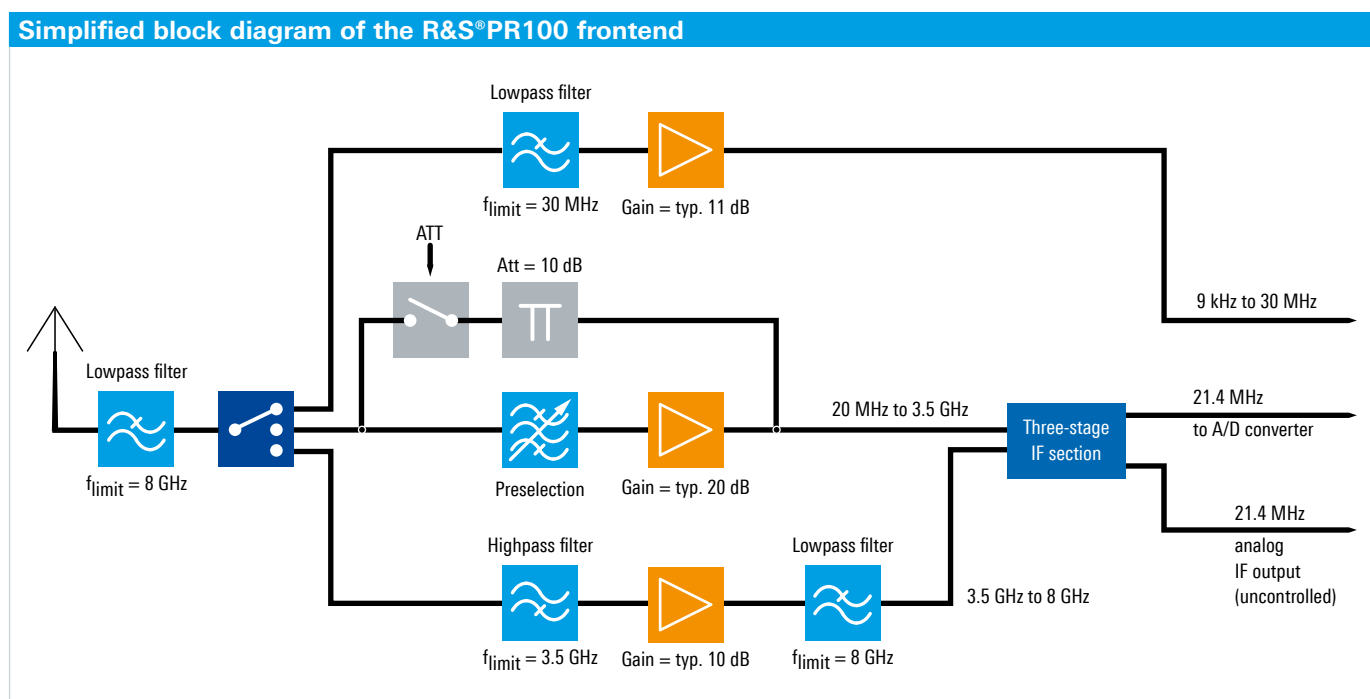 Simplified block diagram of the R&S®PR100 frontend
Lowpass filter
flimit = 30 MHz
Gain = typ. 11 dB
ATT
Att = 10 dB
9 kHz to 30 MHz
Lowpass filter
flimit = 8 GHz
Preselection
Gain = typ. 20 dB
20 MHz to 3.5 GHz
Three-stage
IF section
21.4 MHz
to A/D converter
21.4 MHz
analog
IF output
(uncontrolled)
Highpass filter
flimit = 3.5 GHz
Gain = typ. 10 dB
Lowpass filter
flimit = 8 GHz
3.5 GHz to 8 GHz